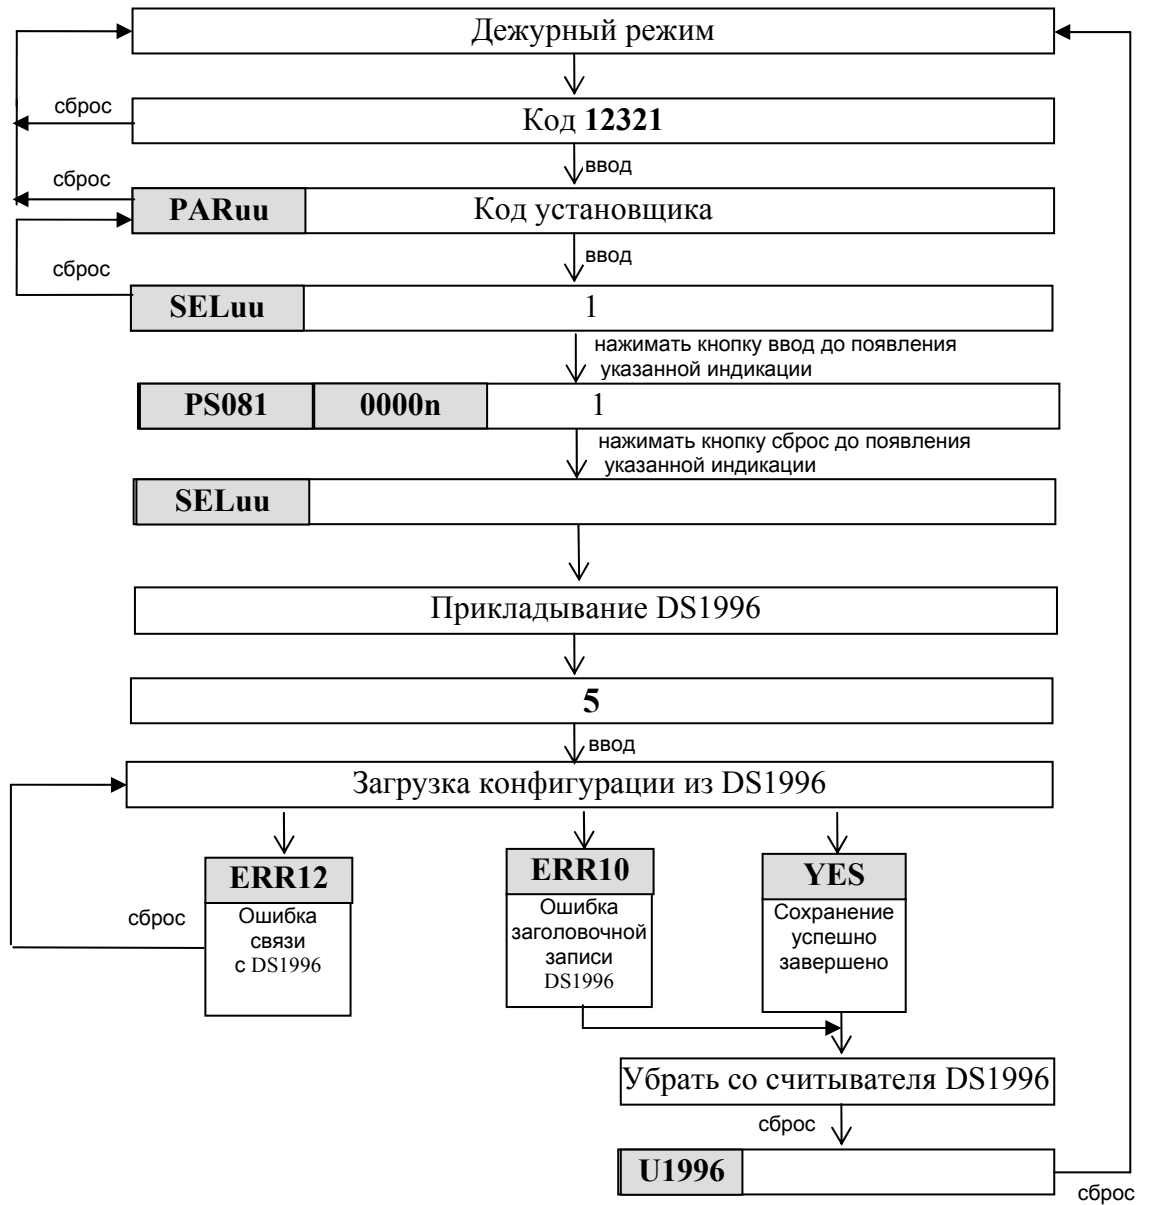 Дежурный режим
сброс
Код 12321
ввод
сброс
PARuu Код установщика
ввод
сброс
SELuu 1
нажимать кнопку ввод до появления
указанной индикации
PS081 0000n 1
нажимать кнопку сброс до появления
указанной индикации
SELuu
Прикладывание DS1996
5
ввод
Загрузка конфигурации из DS1996
сброс
ERR12
Ошибка
связи
с DS1996
ERR10
Ошибка
заголовочной
записи
DS1996
YES
Сохранение
успешно
завершено
Убрать со считывателя DS1996
сброс
U1996
сброс